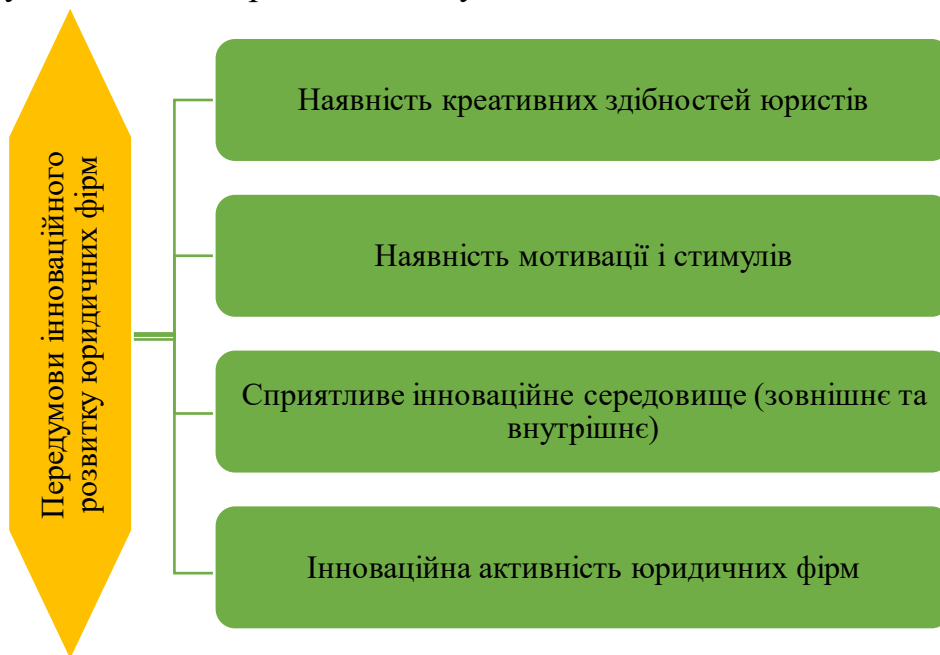 Передумови інноваційного
розвитку юридичних фірм
Наявність креативних здібностей юристів
Наявність мотивації і стимулів
Сприятливе інноваційне середовище (зовнішнє та
внутрішнє)
Інноваційна активність юридичних фірм